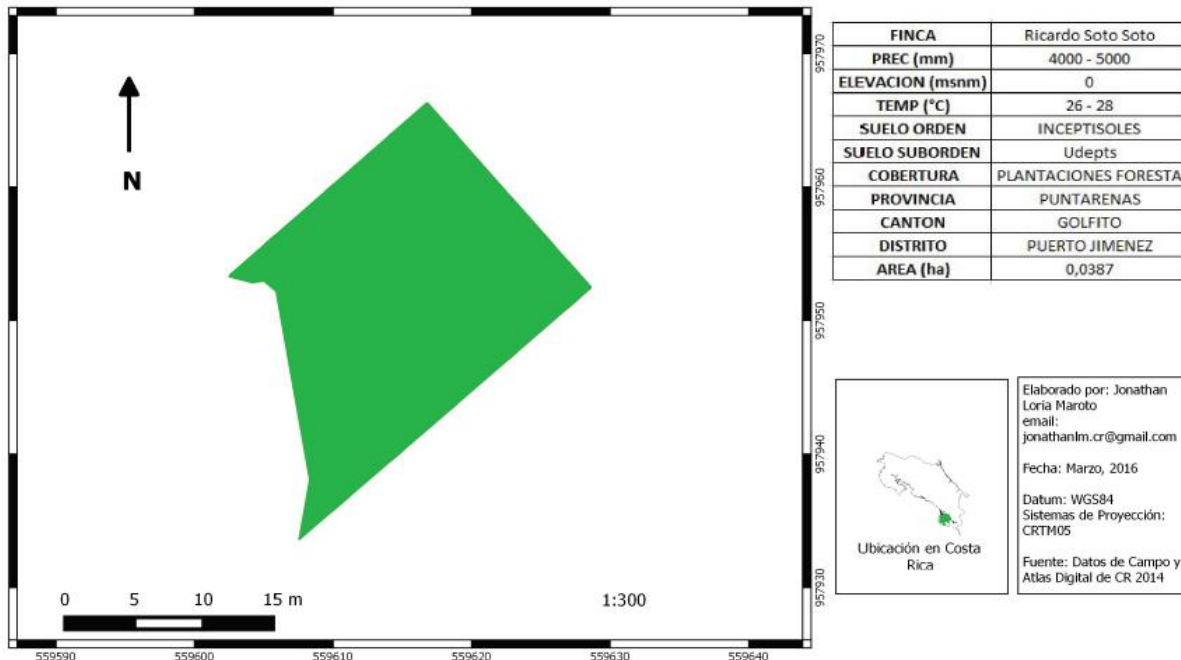 N
0 5 10 15 m
1:300
559590 559600 559610 559620 559630 559640
957970
957960
957950
957940
957930
FINCA Ricardo Soto Soto
PREC (mm) 4000 - 5000
ELEVACION (msnm) 0
TEMP (°C) 26 - 28
SUELO ORDEN INCEPTISOLES
SUELO SUBORDEN Udepts
COBERTURA PLANTACIONES FORESTA
PROVINCIA PUNTARENAS
CANTON GOLFITO
DISTRITO PUERTO JIMENEZ
AREA (ha) 0,0387
Ubicación en Costa
Rica
Elaborado por: Jonathan
Loria Maroto
email:
jonathanlm.cr@gmail.com
Fecha: Marzo, 2016
Datum: WGS84
Sistemas de Proyección:
CRTM05
Fuente: Datos de Campo y
Atlas Digital de CR 2014